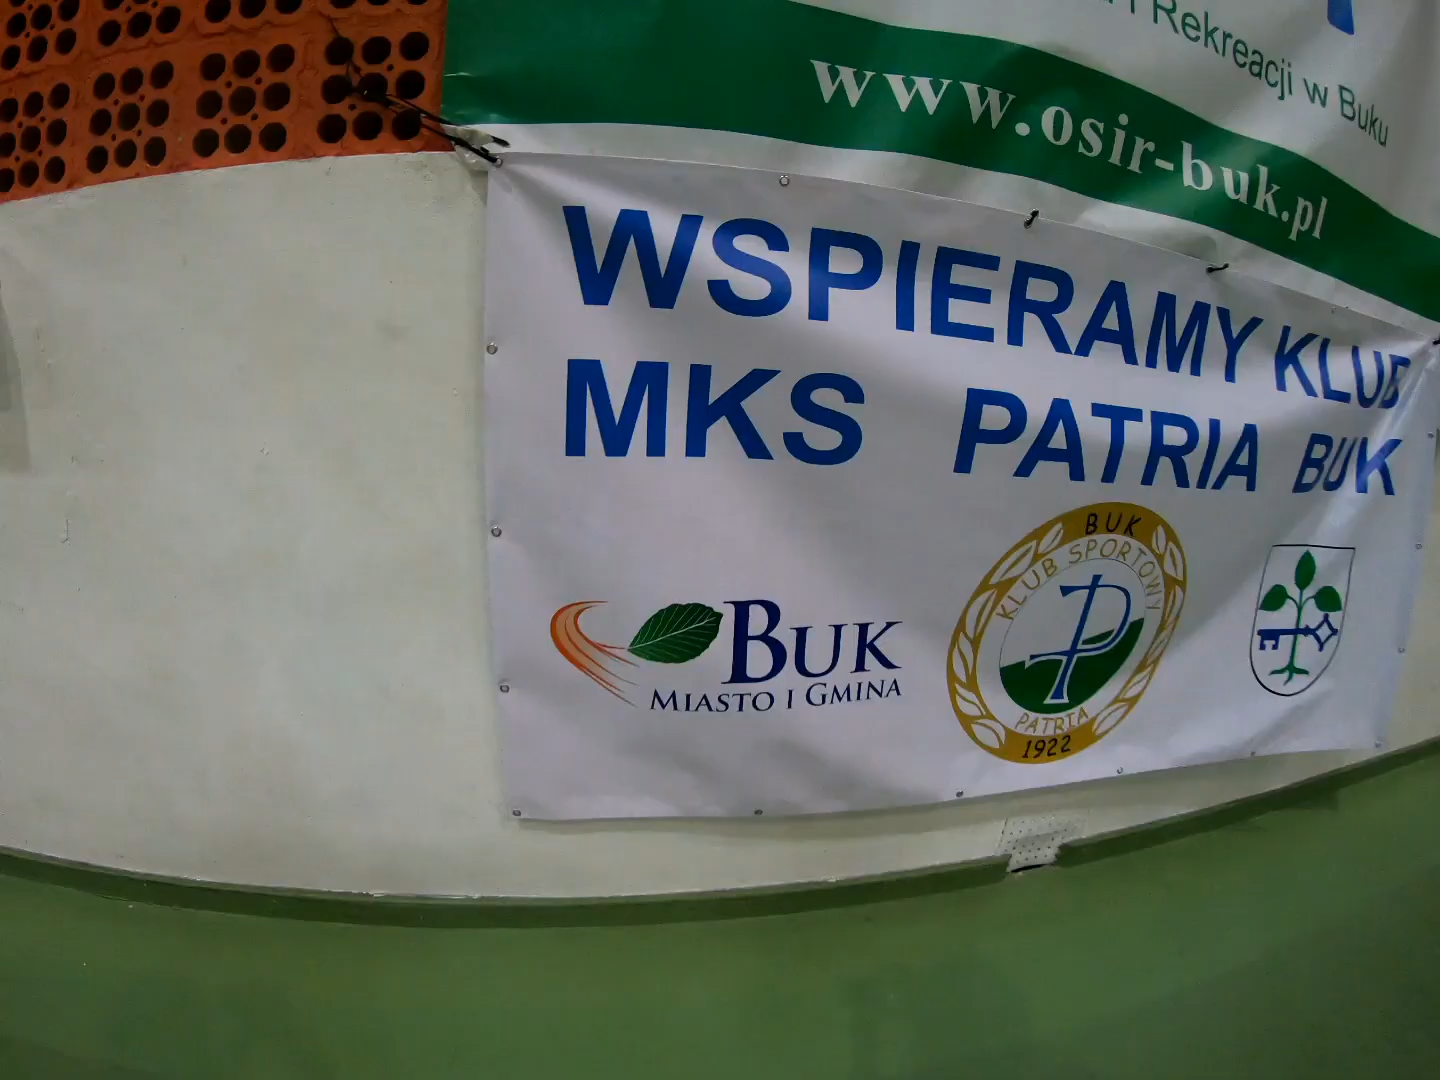 Rekreacji w Buku
www.osir-buk.pl
WSPIERAMY KLUB
MKS PATRIA BUK
BUK
KLUB SPORTOWY
PATRIA
1922
BUK
MIASTO I GMINA